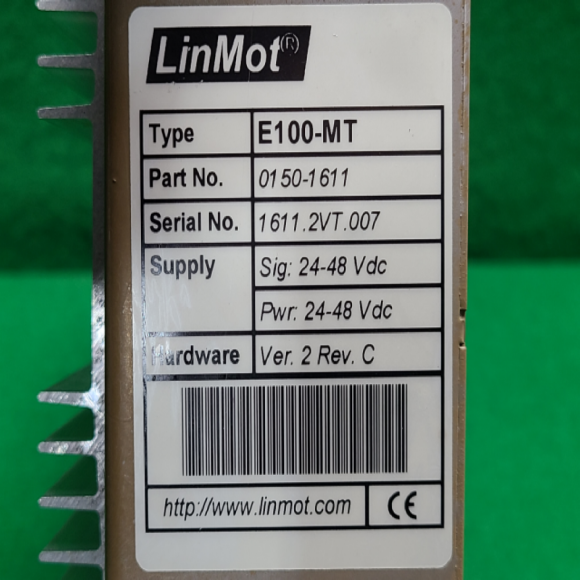 LinMot®
Type E100-MT
Part No. 0150-1611
Serial No. 1611.2VT.007
Supply Sig: 24-48 Vdc
Pwr: 24-48 Vdc
Hardware Ver. 2 Rev. C
http://www.linmot.com CE